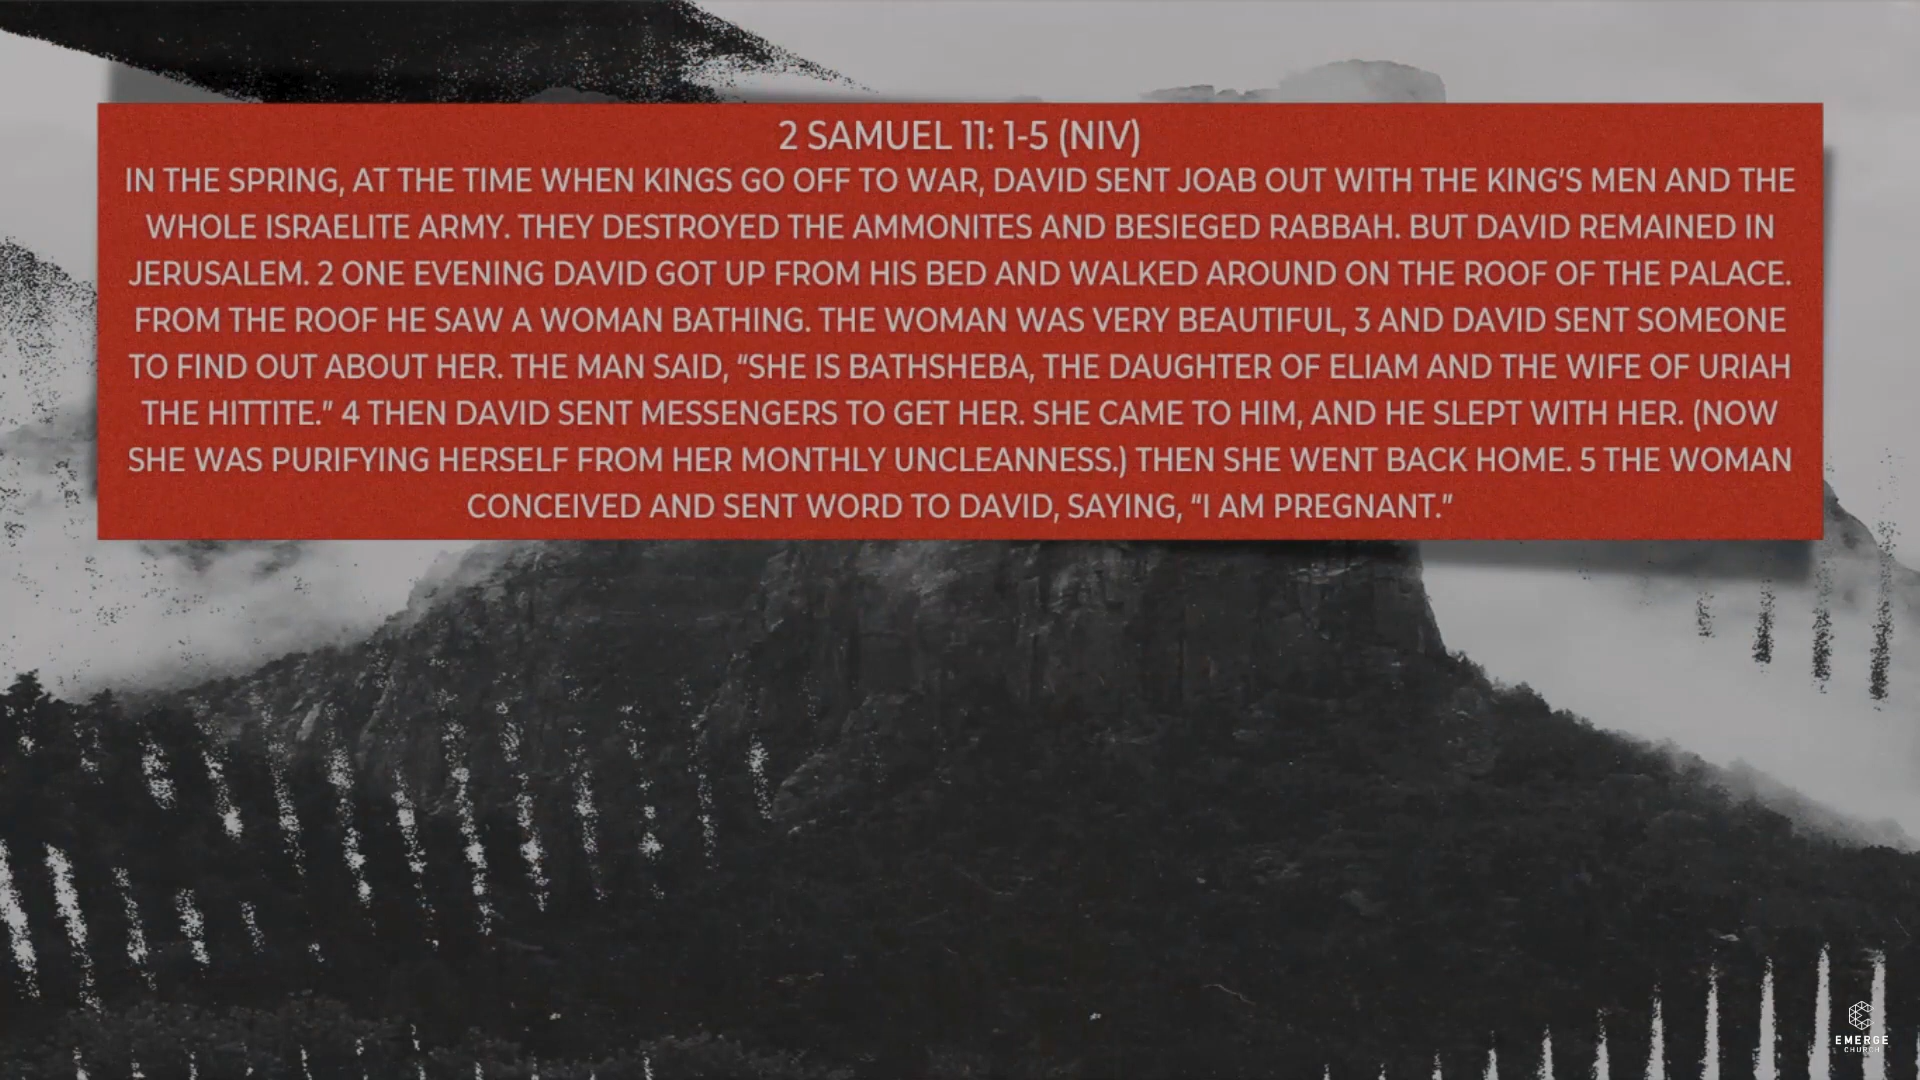 2 SAMUEL 11: 1-5 (NIV)
IN THE SPRING, AT THE TIME WHEN KINGS GO OFF TO WAR, DAVID SENT JOAB OUT WITH THE KING’S MEN AND THE
WHOLE ISRAELITE ARMY. THEY DESTROYED THE AMMONITES AND BESIEGED RABBAH. BUT DAVID REMAINED IN
JERUSALEM. 2 ONE EVENING DAVID GOT UP FROM HIS BED AND WALKED AROUND ON THE ROOF OF THE PALACE.
FROM THE ROOF HE SAW A WOMAN BATHING. THE WOMAN WAS VERY BEAUTIFUL, 3 AND DAVID SENT SOMEONE
TO FIND OUT ABOUT HER. THE MAN SAID, “SHE IS BATHSHEBA, THE DAUGHTER OF ELIAM AND THE WIFE OF URIAH
THE HITTITE.” 4 THEN DAVID SENT MESSENGERS TO GET HER. SHE CAME TO HIM, AND HE SLEPT WITH HER. (NOW
SHE WAS PURIFYING HERSELF FROM HER MONTHLY UNCLEANNESS.) THEN SHE WENT BACK HOME. 5 THE WOMAN
CONCEIVED AND SENT WORD TO DAVID, SAYING, “I AM PREGNANT.”
EMERGE
CHURCH